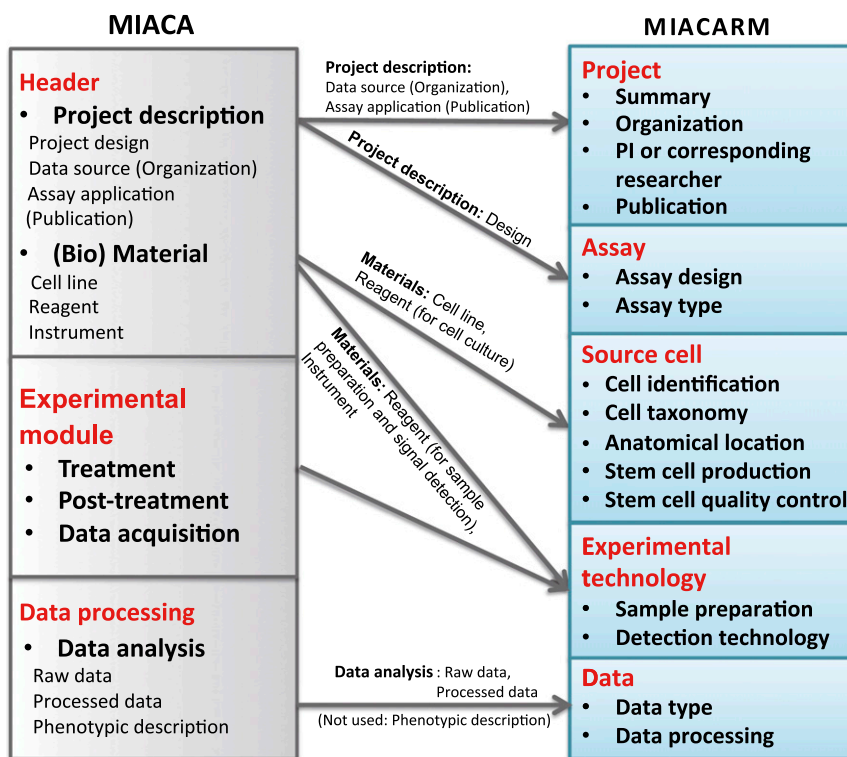 MIACA
Header
• Project description
Project design
Data source (Organization)
Assay application
(Publication)
• (Bio) Material
Cell line
Reagent
Instrument
Experimental
module
• Treatment
• Post-treatment
• Data acquisition
Data processing
• Data analysis
Raw data
Processed data
Phenotypic description
Project description:
Data source (Organization),
Assay application (Publication)
Project description: Design
Materials: Cell line,
Reagent (for cell culture)
Materials: Reagent (for sample
preparation and signal detection),
Instrument
Data analysis : Raw data,
Processed data
(Not used: Phenotypic description)
MIACARM
Project
• Summary
• Organization
• PI or corresponding
researcher
• Publication
Assay
• Assay design
• Assay type
Source cell
• Cell identification
• Cell taxonomy
• Anatomical location
• Stem cell production
• Stem cell quality control
Experimental
technology
• Sample preparation
• Detection technology
Data
• Data type
• Data processing